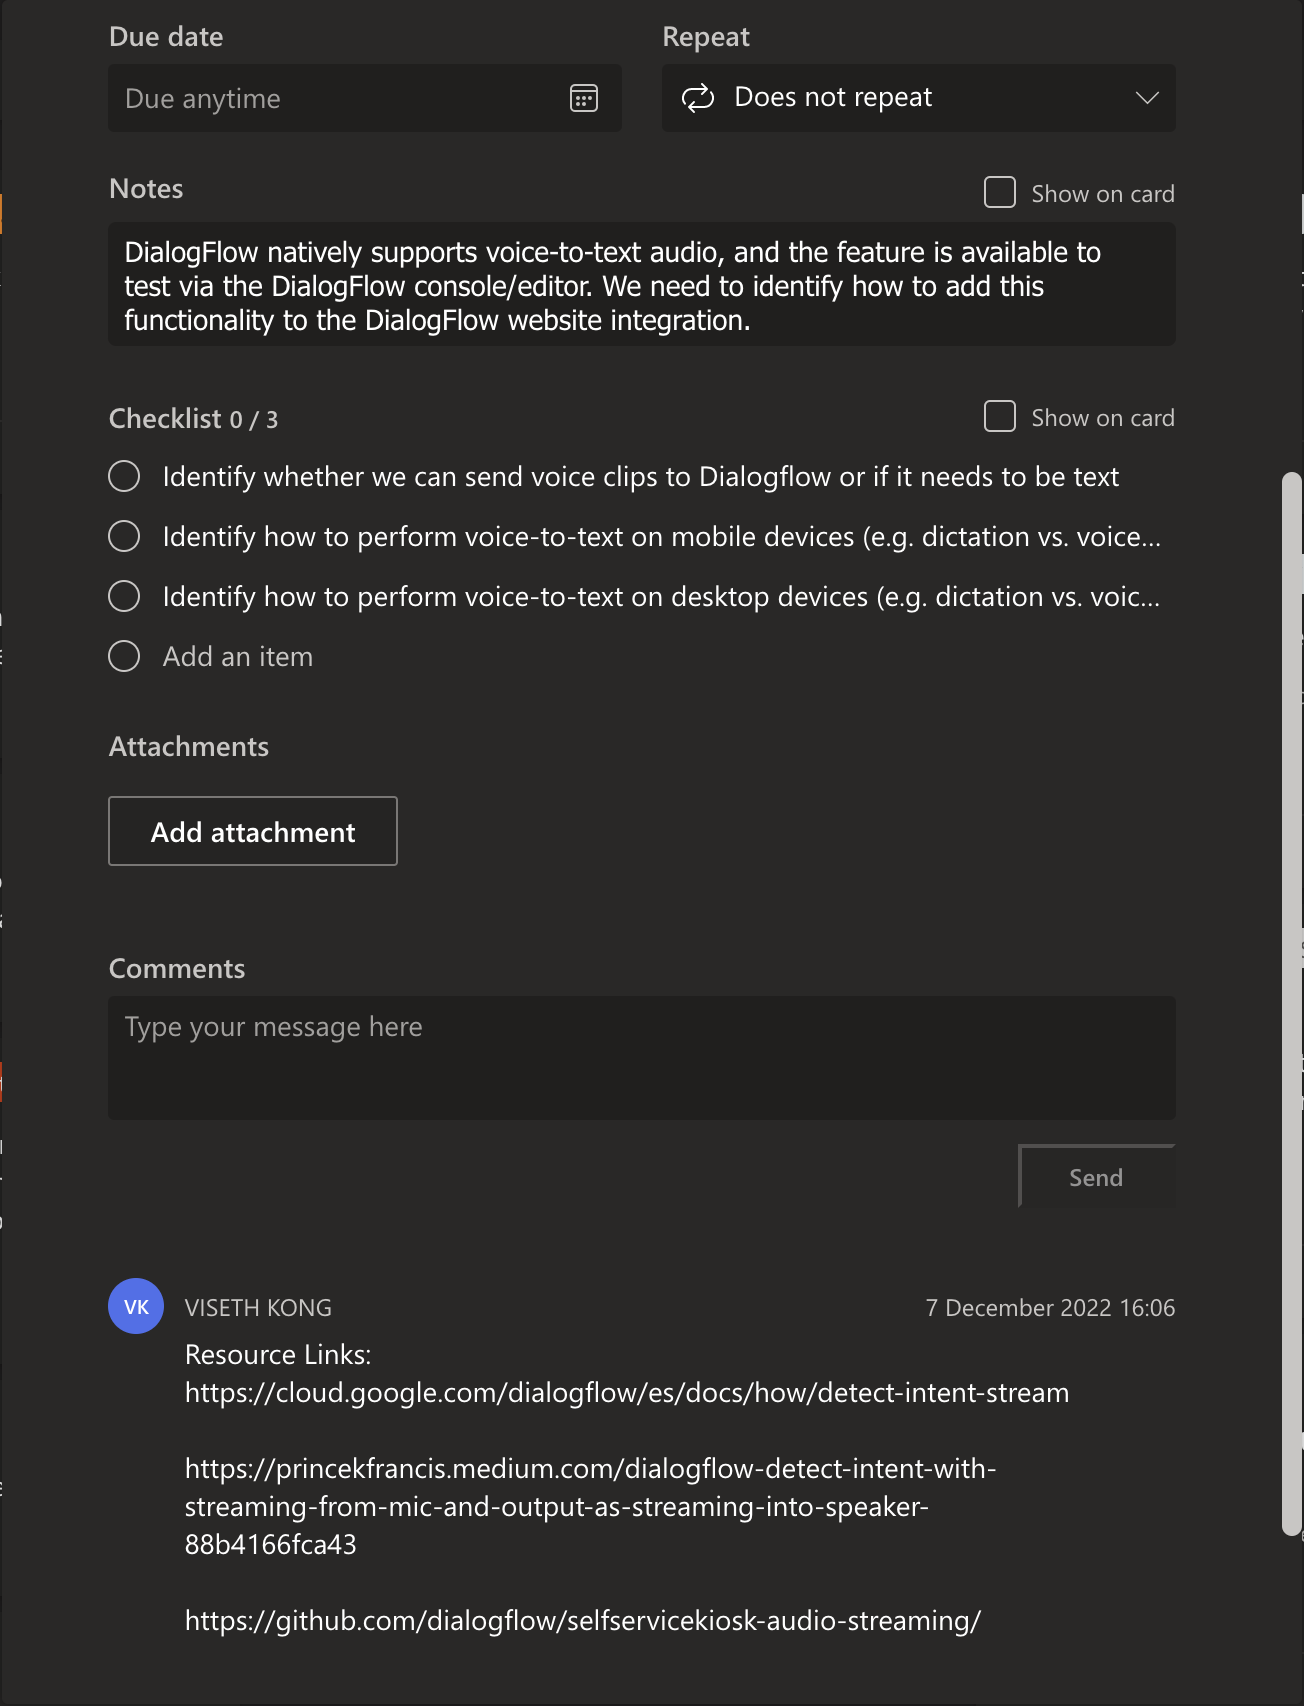 Due date
Repeat
Due anytime
Does not repeat
Notes
Show on card
DialogFlow natively supports voice-to-text audio, and the feature is available to
test via the DialogFlow console/editor. We need to identify how to add this
functionality to the DialogFlow website integration.
Checklist 0 / 3
Show on card
Identify whether we can send voice clips to Dialogflow or if it needs to be text
Identify how to perform voice-to-text on mobile devices (e.g. dictation vs. voice...
Identify how to perform voice-to-text on desktop devices (e.g. dictation vs. voic...
Add an item
Attachments
Add attachment
Comments
Type your message here
Send
VK
VISETH KONG
7 December 2022 16:06
Resource Links:
https://cloud.google.com/dialogflow/es/docs/how/detect-intent-stream
https://princekfrancis.medium.com/dialogflow-detect-intent-with-
streaming-from-mic-and-output-as-streaming-into-speaker-
88b4166fca43
https://github.com/dialogflow/selfservicekiosk-audio-streaming/